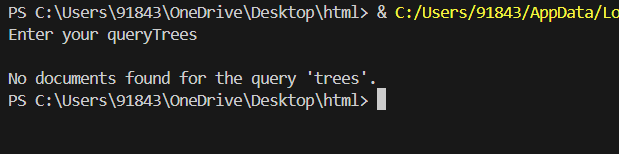 PS C:\Users\91843\OneDrive\Desktop\html> & C:/Users/91843/AppData/Lo
Enter your queryTrees
No documents found for the query 'trees'.
PS C:\Users\91843\OneDrive\Desktop\html>